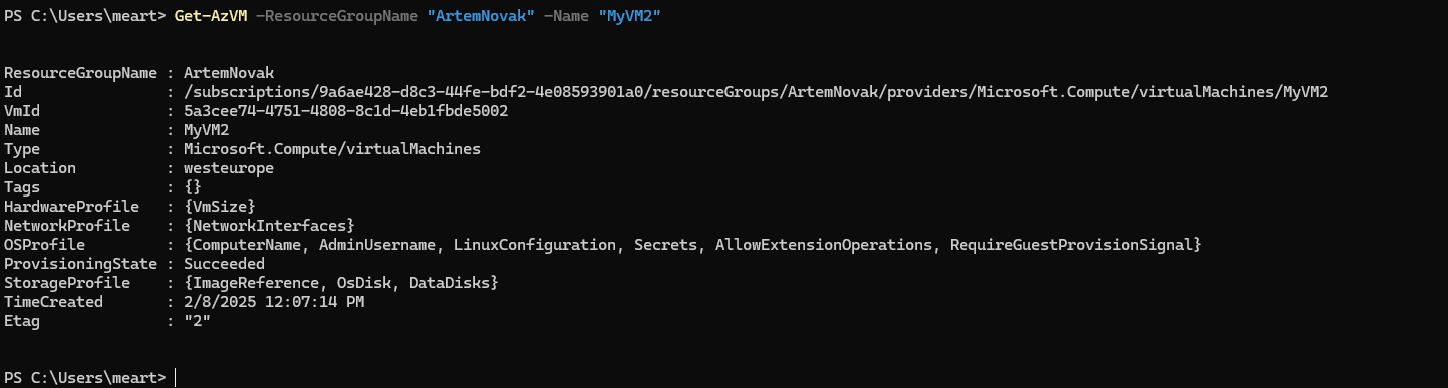 PS C:\Users\meart> Get-AzVM -ResourceGroupName "ArtemNovak" -Name "MyVM2"
ResourceGroupName : ArtemNovak
Id                : /subscriptions/9a6ae428-d8c3-44fe-bdf2-4e08593901a0/resourceGroups/ArtemNovak/providers/Microsoft.Compute/virtualMachines/MyVM2
VmId              : 5a3cee74-4751-4808-8c1d-4eb1fbde5002
Name              : MyVM2
Type              : Microsoft.Compute/virtualMachines
Location          : westeurope
Tags              : {}
HardwareProfile   : {VmSize}
NetworkProfile    : {NetworkInterfaces}
OSProfile         : {ComputerName, AdminUsername, LinuxConfiguration, Secrets, AllowExtensionOperations, RequireGuestProvisionSignal}
ProvisioningState : Succeeded
StorageProfile    : {ImageReference, OsDisk, DataDisks}
TimeCreated       : 2/8/2025 12:07:14 PM
Etag              : "2"
PS C:\Users\meart>